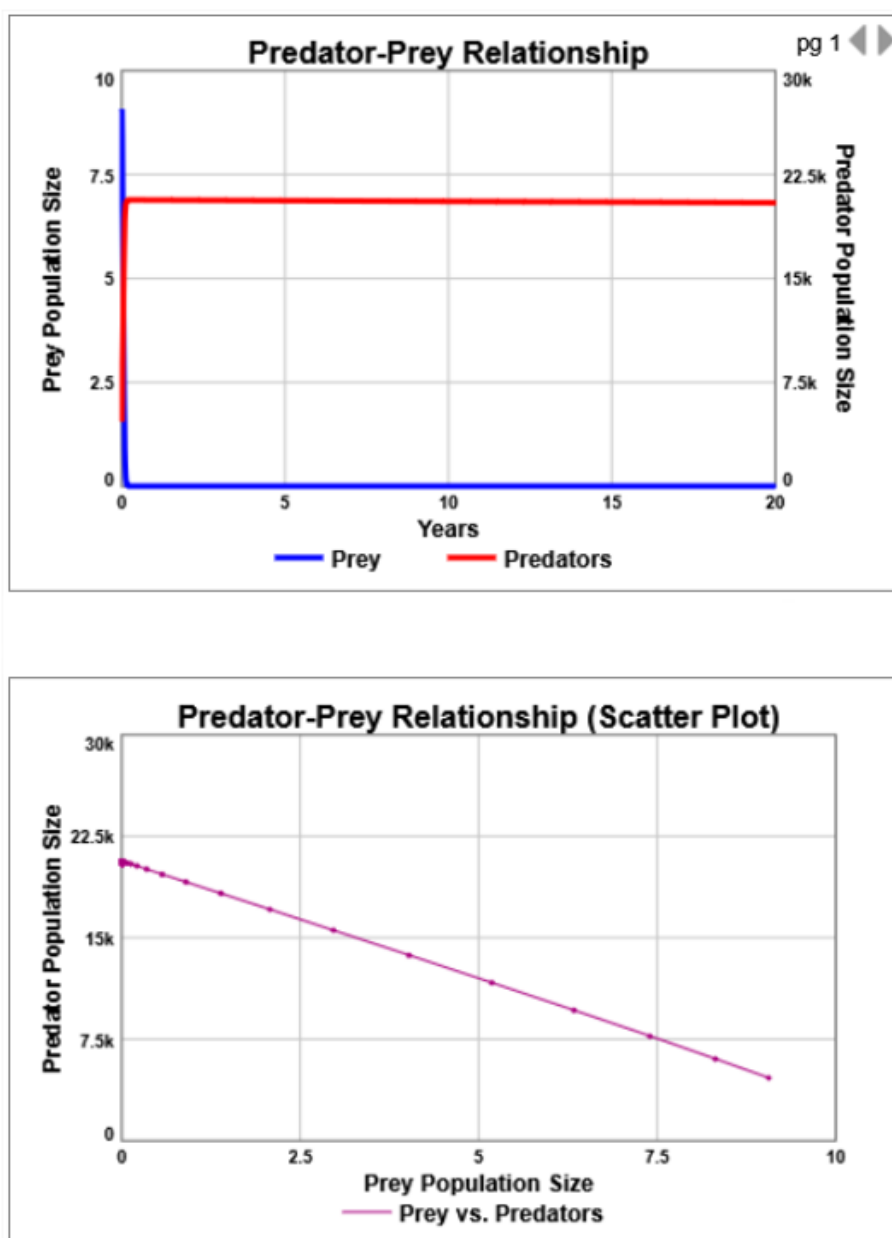 Predator-Prey Relationship
pg 1
10
7.5
5
2.5
0
Prey Population Size
30k
22.5k
15k
7.5k
0
Predator Population Size
0 5 10 15 20
Years
Prey Predators
Predator-Prey Relationship (Scatter Plot)
30k
22.5k
15k
7.5k
0
Predator Population Size
0 2.5 5 7.5 10
Prey Population Size
Prey vs. Predators